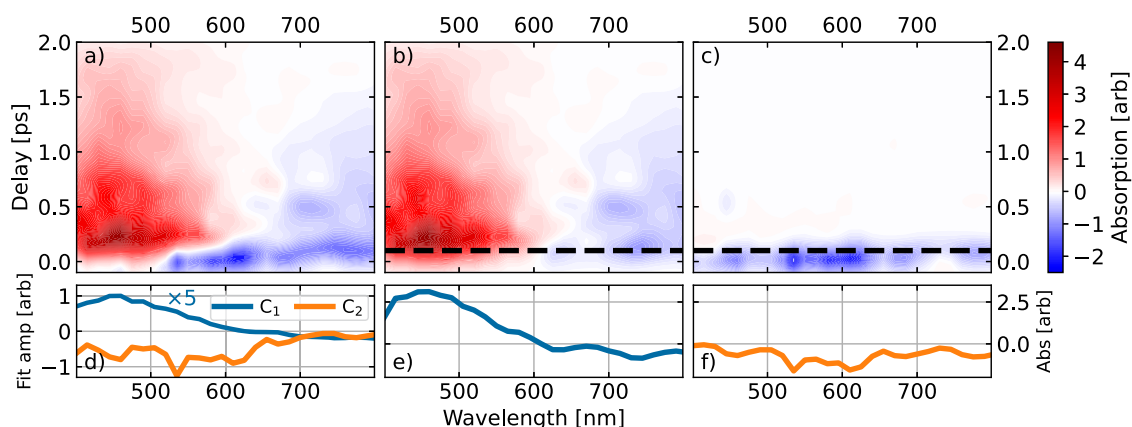 500 600 700 500 600 700 500 600 700
a) b) c)
Delay [ps]
2.0
1.5
1.0
0.5
0.0
2.0
1.5
1.0
0.5
0.0
4
3
2
1
0
−1
−2
Absorption [arb]
Fit amp [arb]
1
0
−1
×5
C₁ C₂
d) e) f)
2.5
0.0
Abs [arb]
500 600 700 500 600 700 500 600 700
Wavelength [nm]